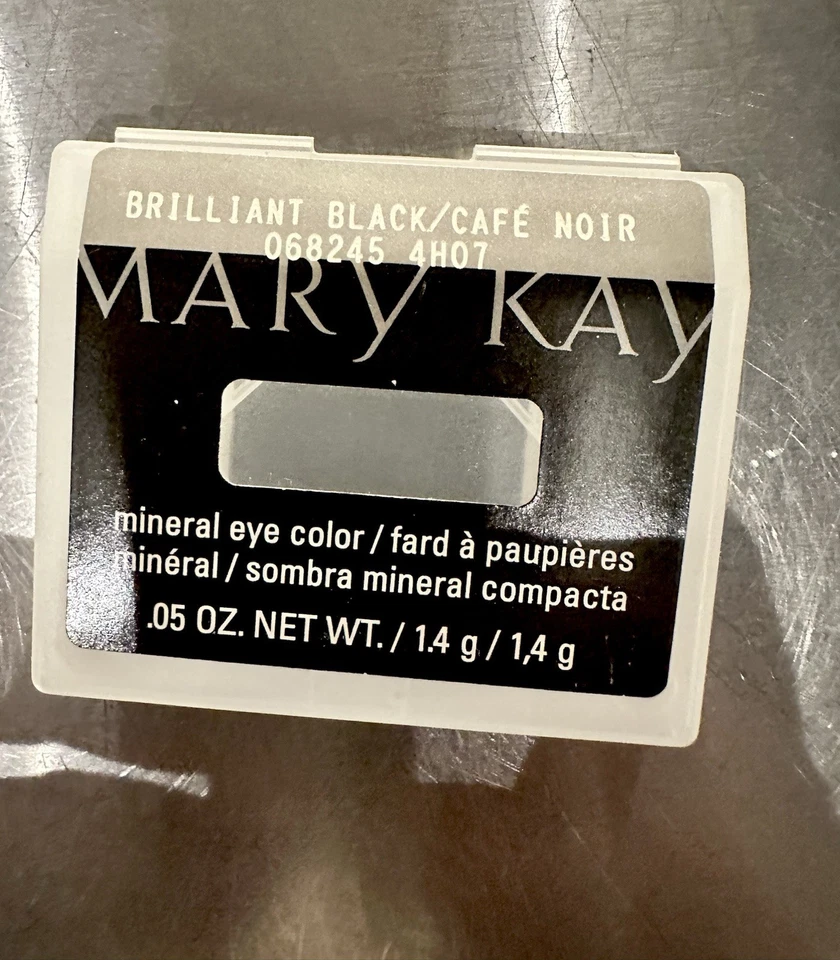 BRILLIANT BLACK/CAFÉ NOIR
068245 4H07
MARY KAY
mineral eye color / fard à paupières
minéral / sombra mineral compacta
.05 OZ. NET WT. / 1.4 g / 1,4 g